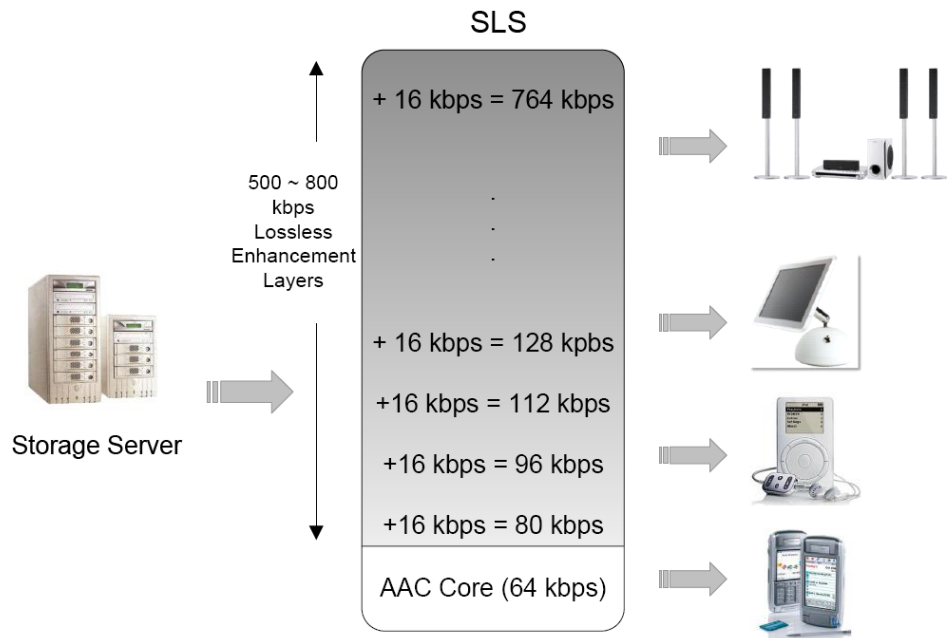 SLS
+ 16 kbps = 764 kbps
500 ~ 800
kbps
Lossless
Enhancement
Layers
.
.
.
+ 16 kbps = 128 kpbs
+16 kbps = 112 kbps
+16 kbps = 96 kbps
+16 kbps = 80 kbps
AAC Core (64 kbps)
Storage Server